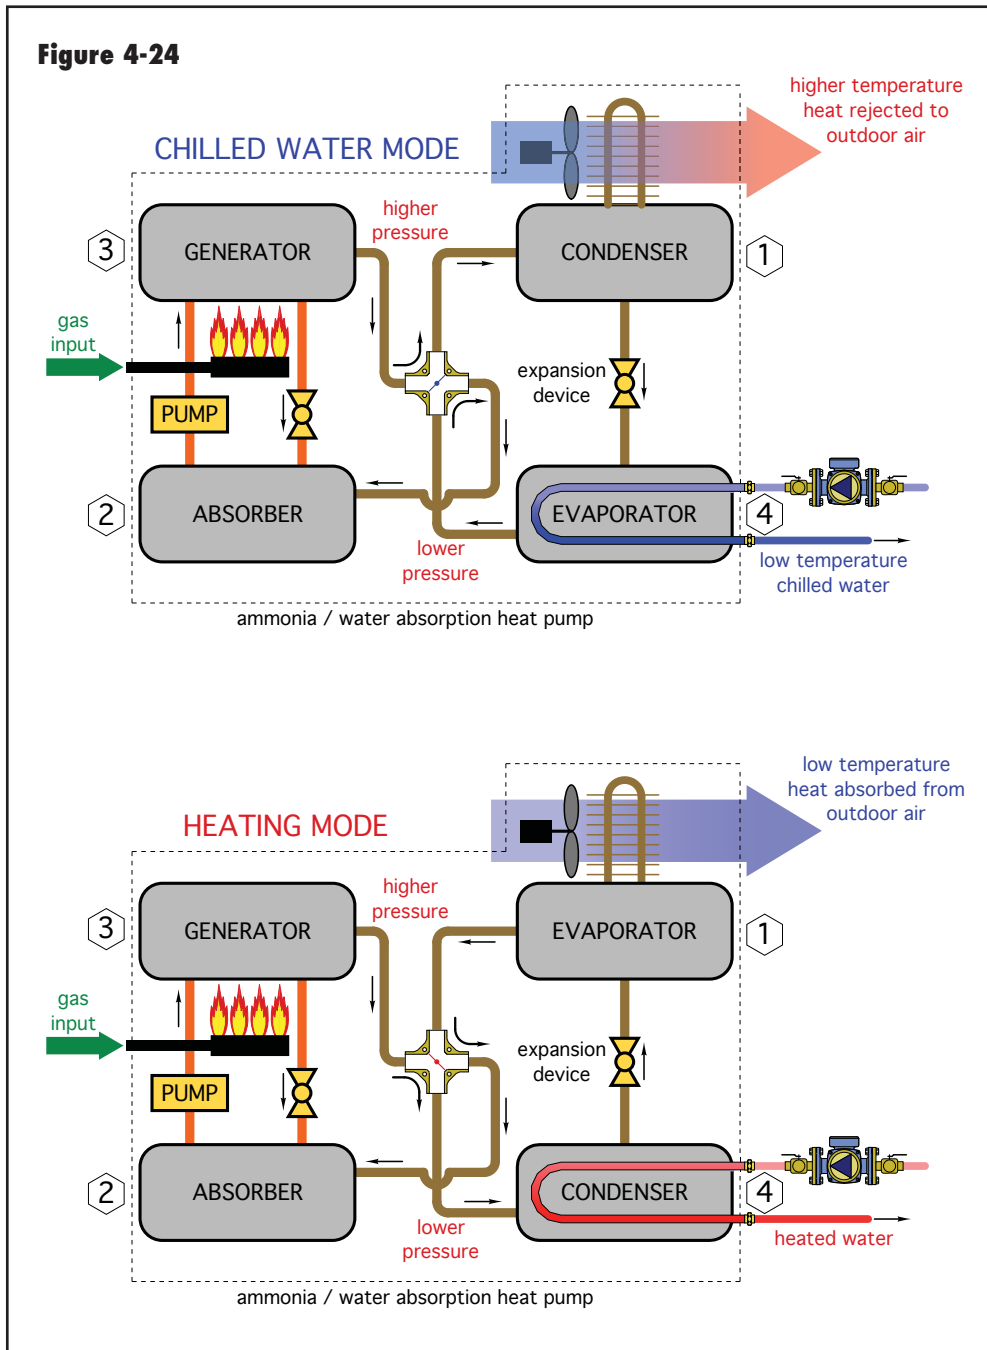 Figure 4-24
higher temperature
heat rejected to
outdoor air
CHILLED WATER MODE
higher
pressure
3
GENERATOR
CONDENSER
1
gas
input
expansion
device
PUMP
2
ABSORBER
EVAPORATOR
4
lower
pressure
low temperature
chilled water
ammonia / water absorption heat pump
low temperature
heat absorbed from
outdoor air
HEATING MODE
higher
pressure
3
GENERATOR
EVAPORATOR
1
gas
input
expansion
device
PUMP
2
ABSORBER
CONDENSER
4
lower
pressure
heated water
ammonia / water absorption heat pump